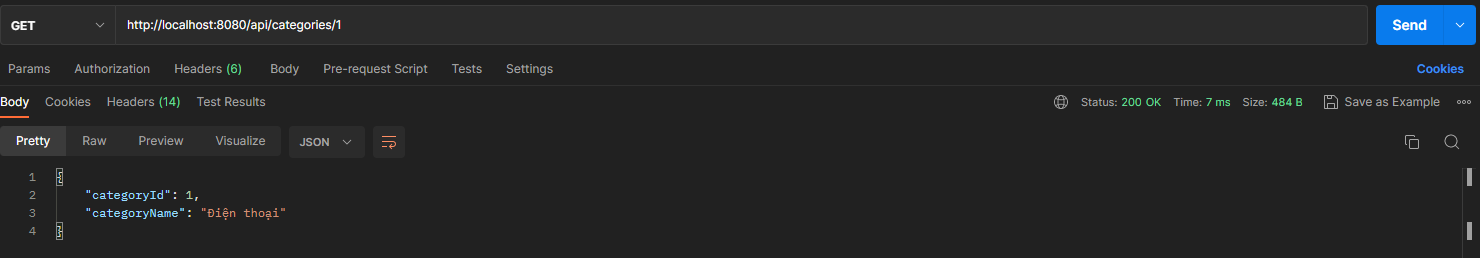 GET http://localhost:8080/api/categories/1 Send
Params Authorization Headers (6) Body Pre-request Script Tests Settings Cookies
Body Cookies Headers (14) Test Results Status: 200 OK Time: 7 ms Size: 484 B Save as Example
Pretty Raw Preview Visualize JSON
1 {
2 "categoryId": 1,
3 "categoryName": "Điện thoại"
4 }